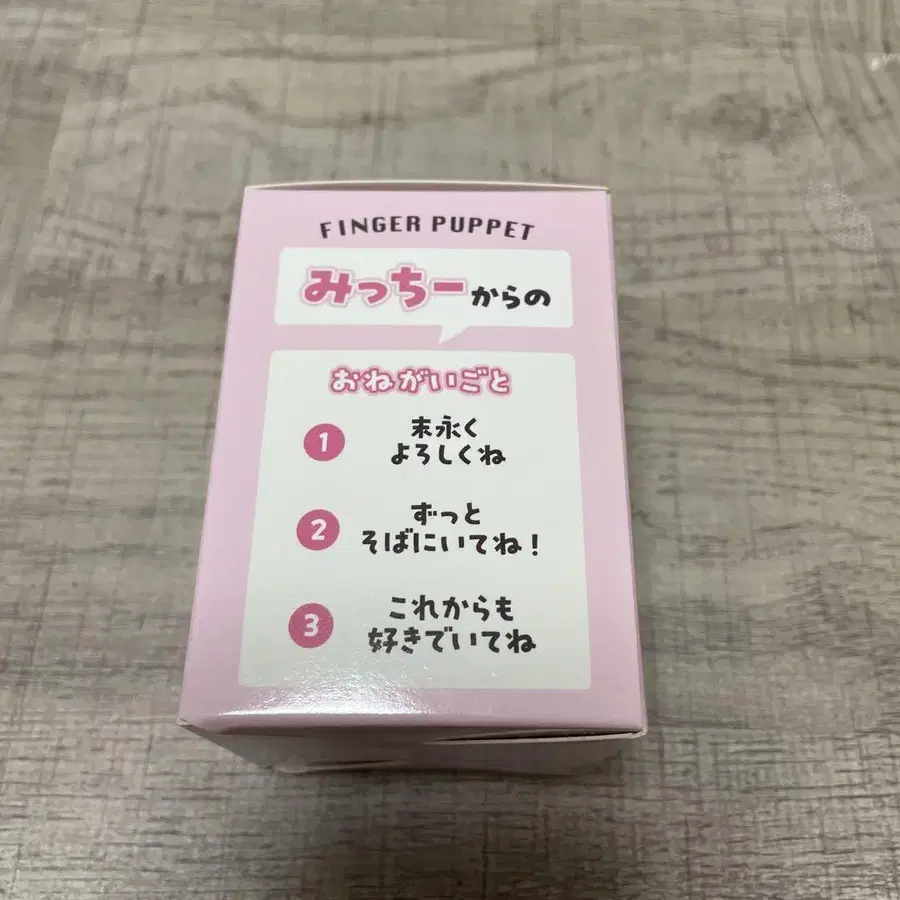 FINGER PUPPET
みっちーからの
おねがいごと
1 末永く
よろしくね
2 ずっと
そばにいてね！
3 これからも
好きでいてね